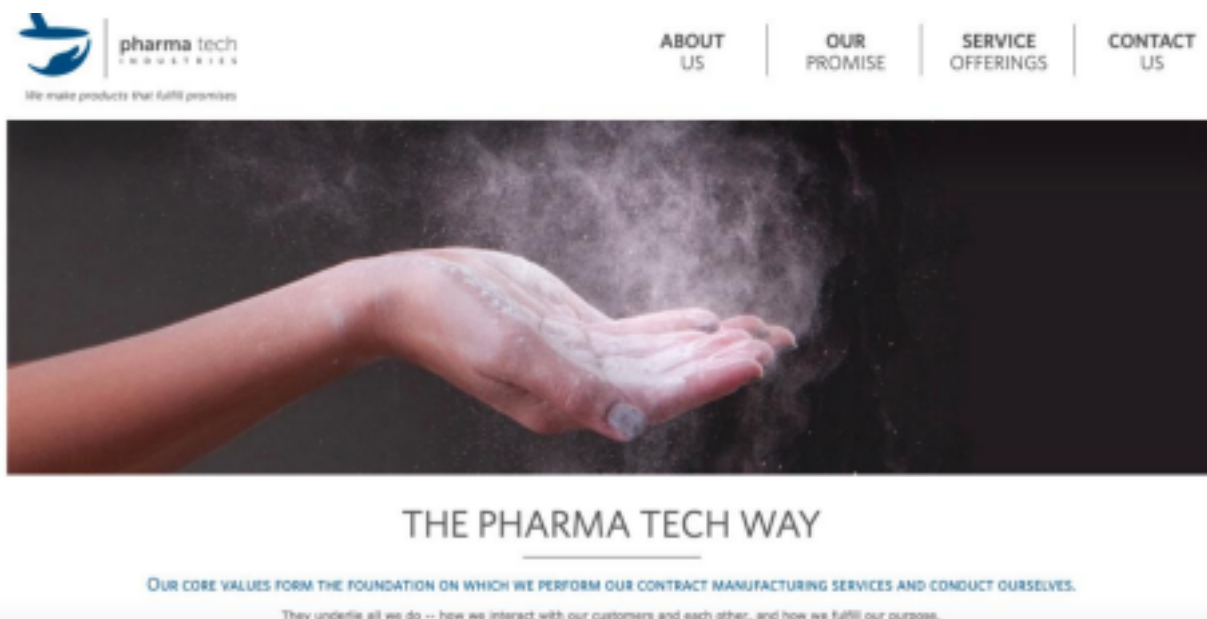 pharma tech
INDUSTRIES
We make products that fulfill promises
ABOUT
US
OUR
PROMISE
SERVICE
OFFERINGS
CONTACT
US
THE PHARMA TECH WAY
OUR CORE VALUES FORM THE FOUNDATION ON WHICH WE PERFORM OUR CONTRACT MANUFACTURING SERVICES AND CONDUCT OURSELVES.
They underlie all we do -- how we interact with our customers and each other, and how we fulfill our purpose.